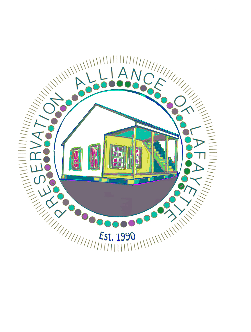 PRESERVATION ALLIANCE OF LAFAYETTE
Est. 1990